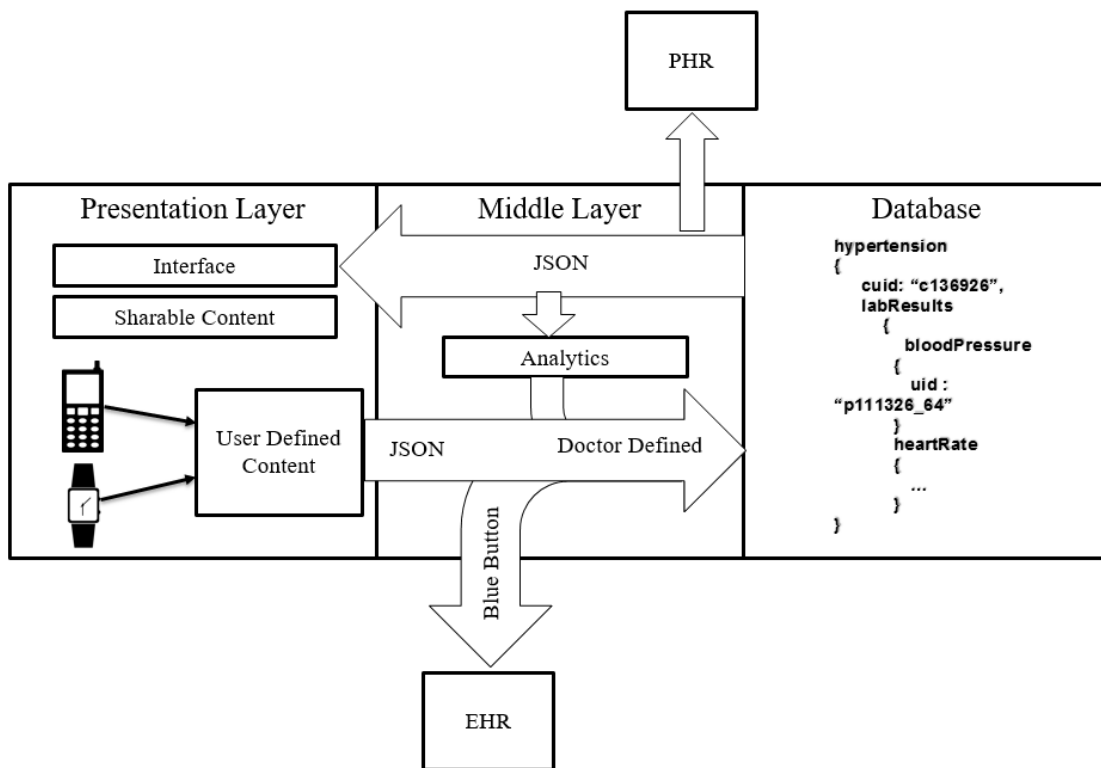 PHR
Presentation Layer
Middle Layer
Database
Interface
Sharable Content
User Defined
Content
JSON
Analytics
JSON
Doctor Defined
Blue Button
hypertension
{
cuid: “c136926”,
labResults
{
bloodPressure
{
uid :
“p111326_64”
}
heartRate
{
...
}
}
EHR